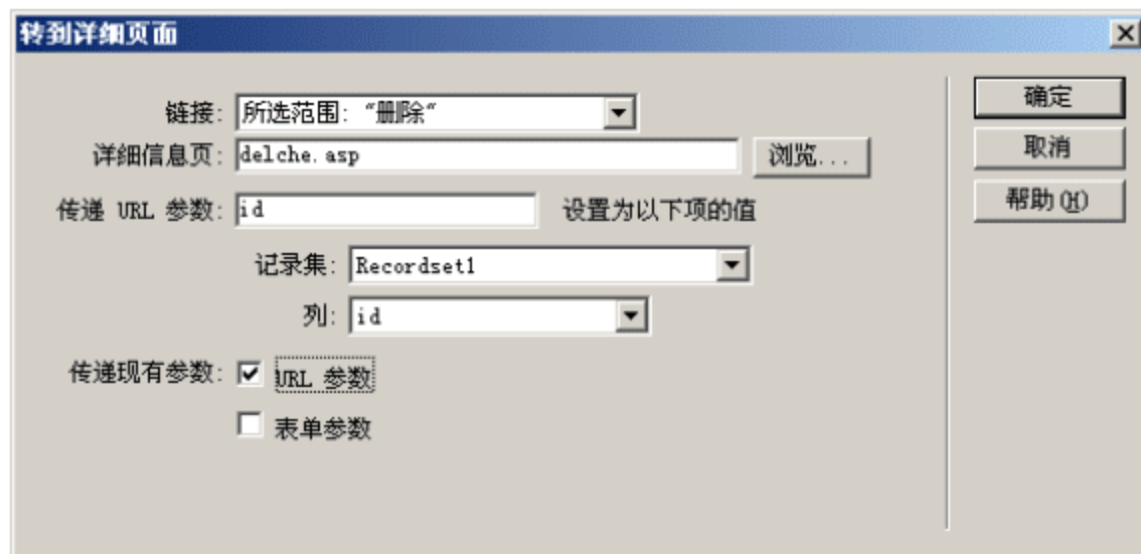 转到详细页面
链接: 所选范围: “删除” 确定
详细信息页: delche.asp 浏览... 取消
传递 URL 参数: id 设置为以下项的值 帮助(H)
记录集: Recordset1
列: id
传递现有参数: URL 参数
表单参数